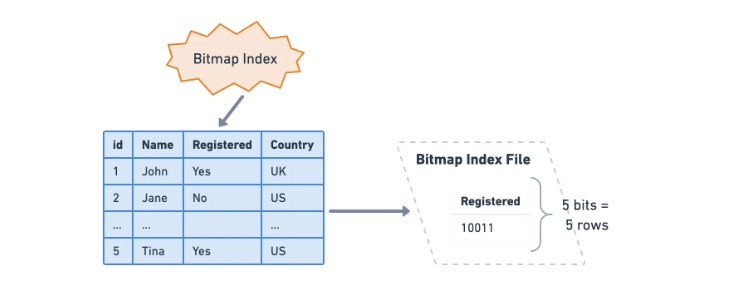 Bitmap Index
id Name Registered Country
1 John Yes UK
2 Jane No US
... ... ...
5 Tina Yes US
Bitmap Index File
Registered
10011
5 bits =
5 rows